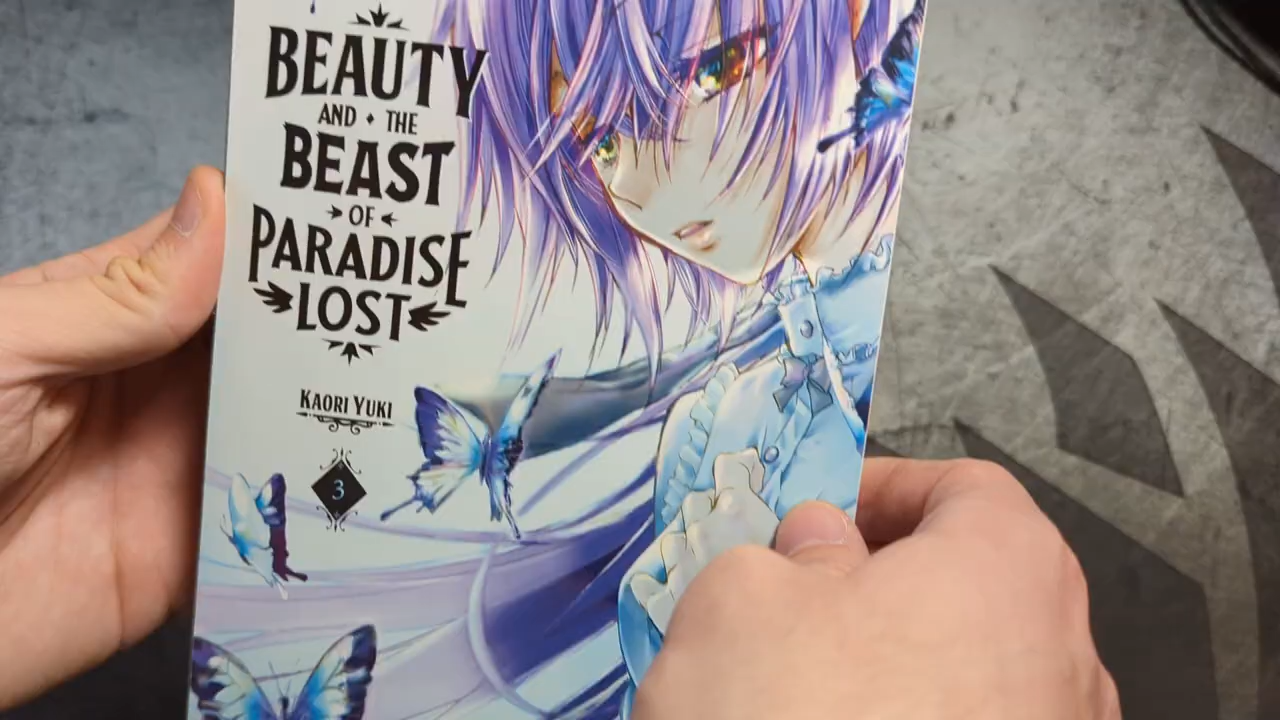 BEAUTY
AND • THE
BEAST
OF
PARADISE
LOST
KAORI YUKI
3